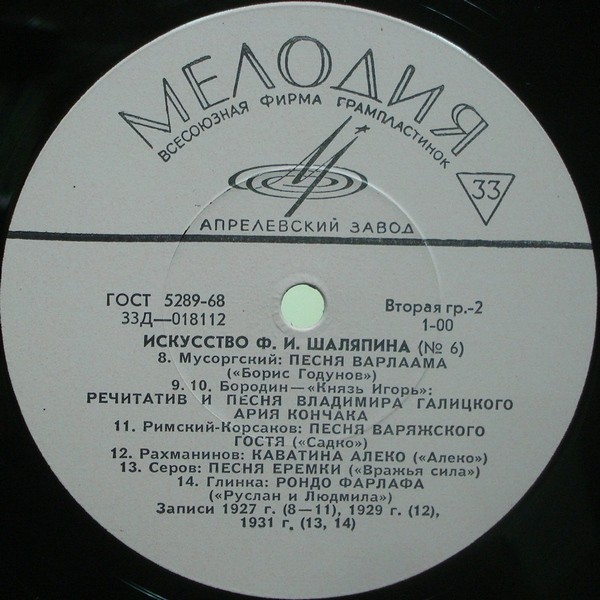 МЕЛОДИЯ
ВСЕСОЮЗНАЯ ФИРМА ГРАМПЛАСТИНОК
33
АПРЕЛЕВСКИЙ ЗАВОД
ГОСТ 5289-68 Вторая гр.-2
33Д—018112 1-00
ИСКУССТВО Ф. И. ШАЛЯПИНА (№ 6)
8. Мусоргский: ПЕСНЯ ВАРЛААМА
(«Борис Годунов»)
9. 10. Бородин—«Князь Игорь»:
РЕЧИТАТИВ И ПЕСНЯ ВЛАДИМИРА ГАЛИЦКОГО
АРИЯ КОНЧАКА
11. Римский-Корсаков: ПЕСНЯ ВАРЯЖСКОГО
ГОСТЯ («Садко»)
12. Рахманинов: КАВАТИНА АЛЕКО («Алеко»)
13. Серов: ПЕСНЯ ЕРЕМКИ («Вражья сила»)
14. Глинка: РОНДО ФАРЛАФА
(«Руслан и Людмила»)
Записи 1927 г. (8—11), 1929 г. (12),
1931 г. (13, 14)